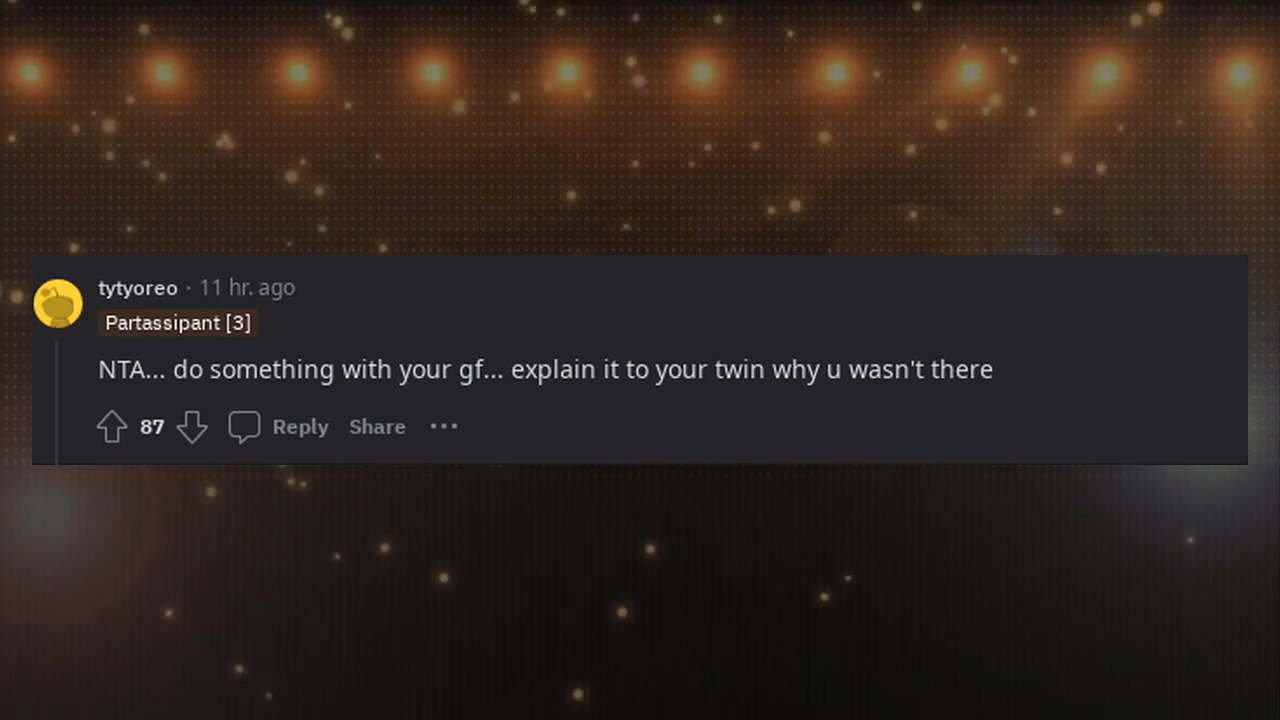 tytyoreo · 11 hr. ago
Partassipant [3]
NTA... do something with your gf... explain it to your twin why u wasn't there
87 Reply Share •••